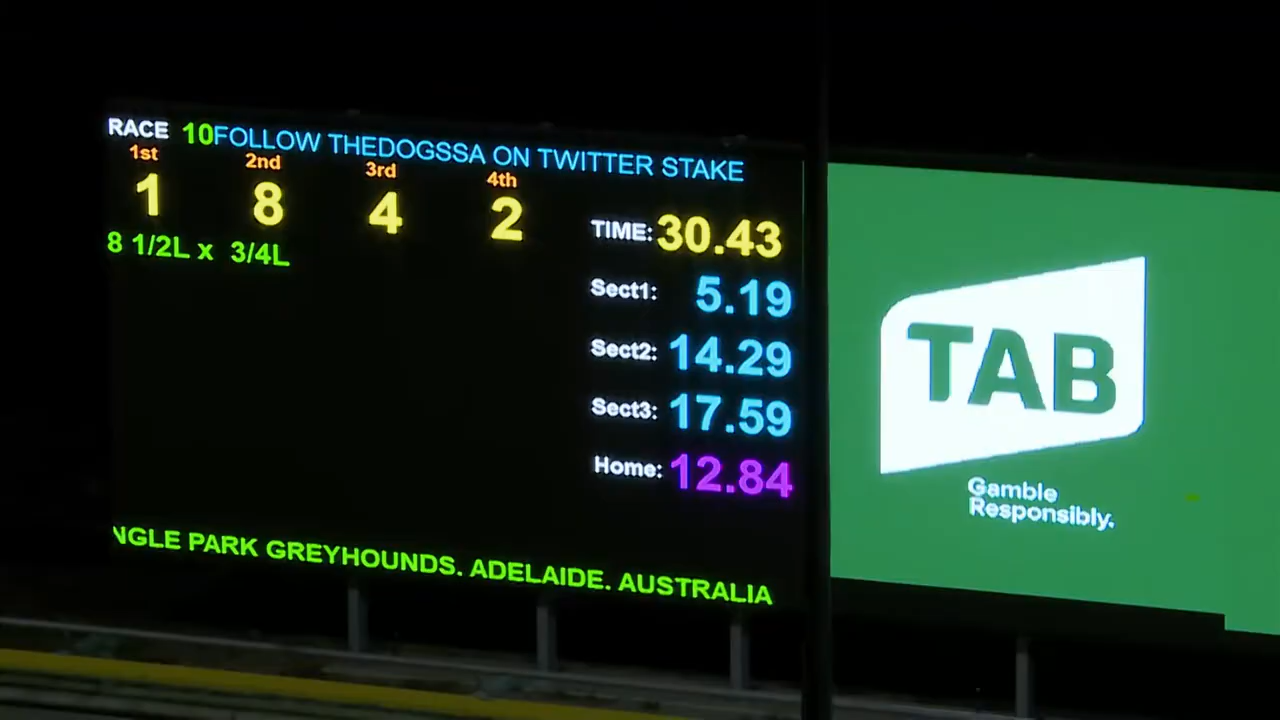 RACE 10FOLLOW THEDOGSSA ON TWITTER STAKE
1st 2nd 3rd 4th
1 8 4 2
8 1/2L x 3/4L
TIME: 30.43
Sect1: 5.19
Sect2: 14.29
Sect3: 17.59
Home: 12.84
NGLE PARK GREYHOUNDS. ADELAIDE. AUSTRALIA
TAB
Gamble
Responsibly.